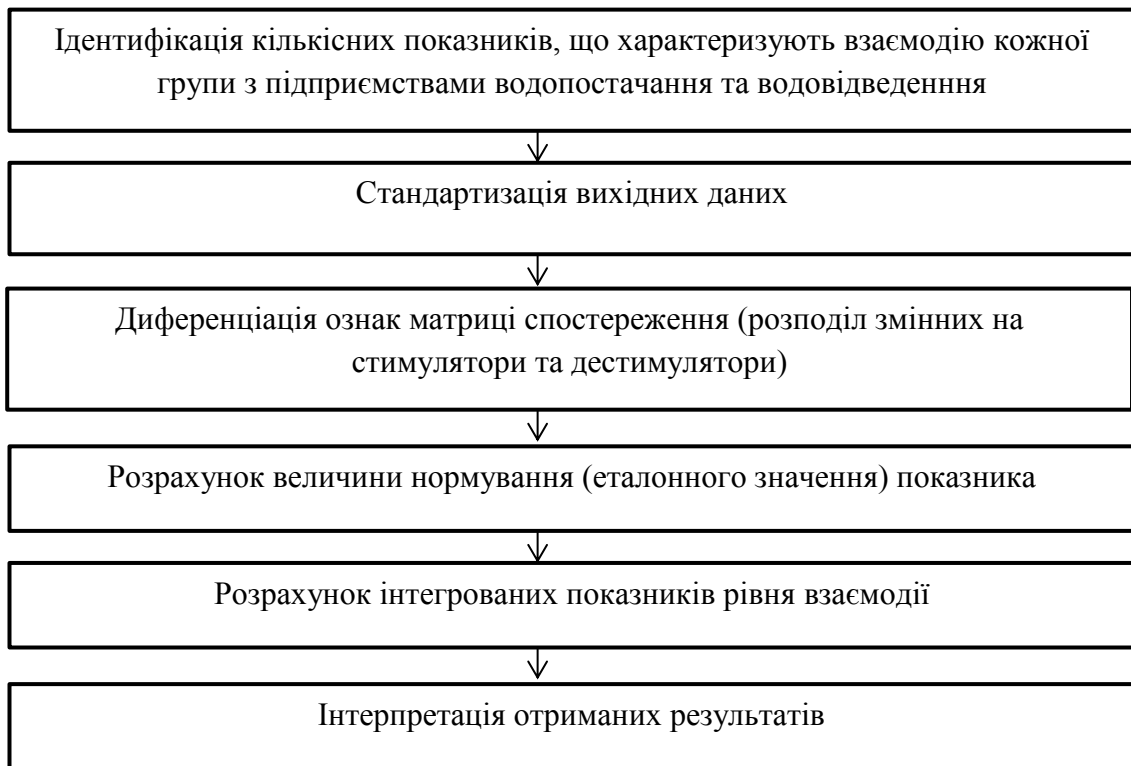 Ідентифікація кількісних показників, що характеризують взаємодію кожної
групи з підприємствами водопостачання та водовідведенння
Стандартизація вихідних даних
Диференціація ознак матриці спостереження (розподіл змінних на
стимулятори та дестимулятори)
Розрахунок величини нормування (еталонного значення) показника
Розрахунок інтегрованих показників рівня взаємодії
Інтерпретація отриманих результатів